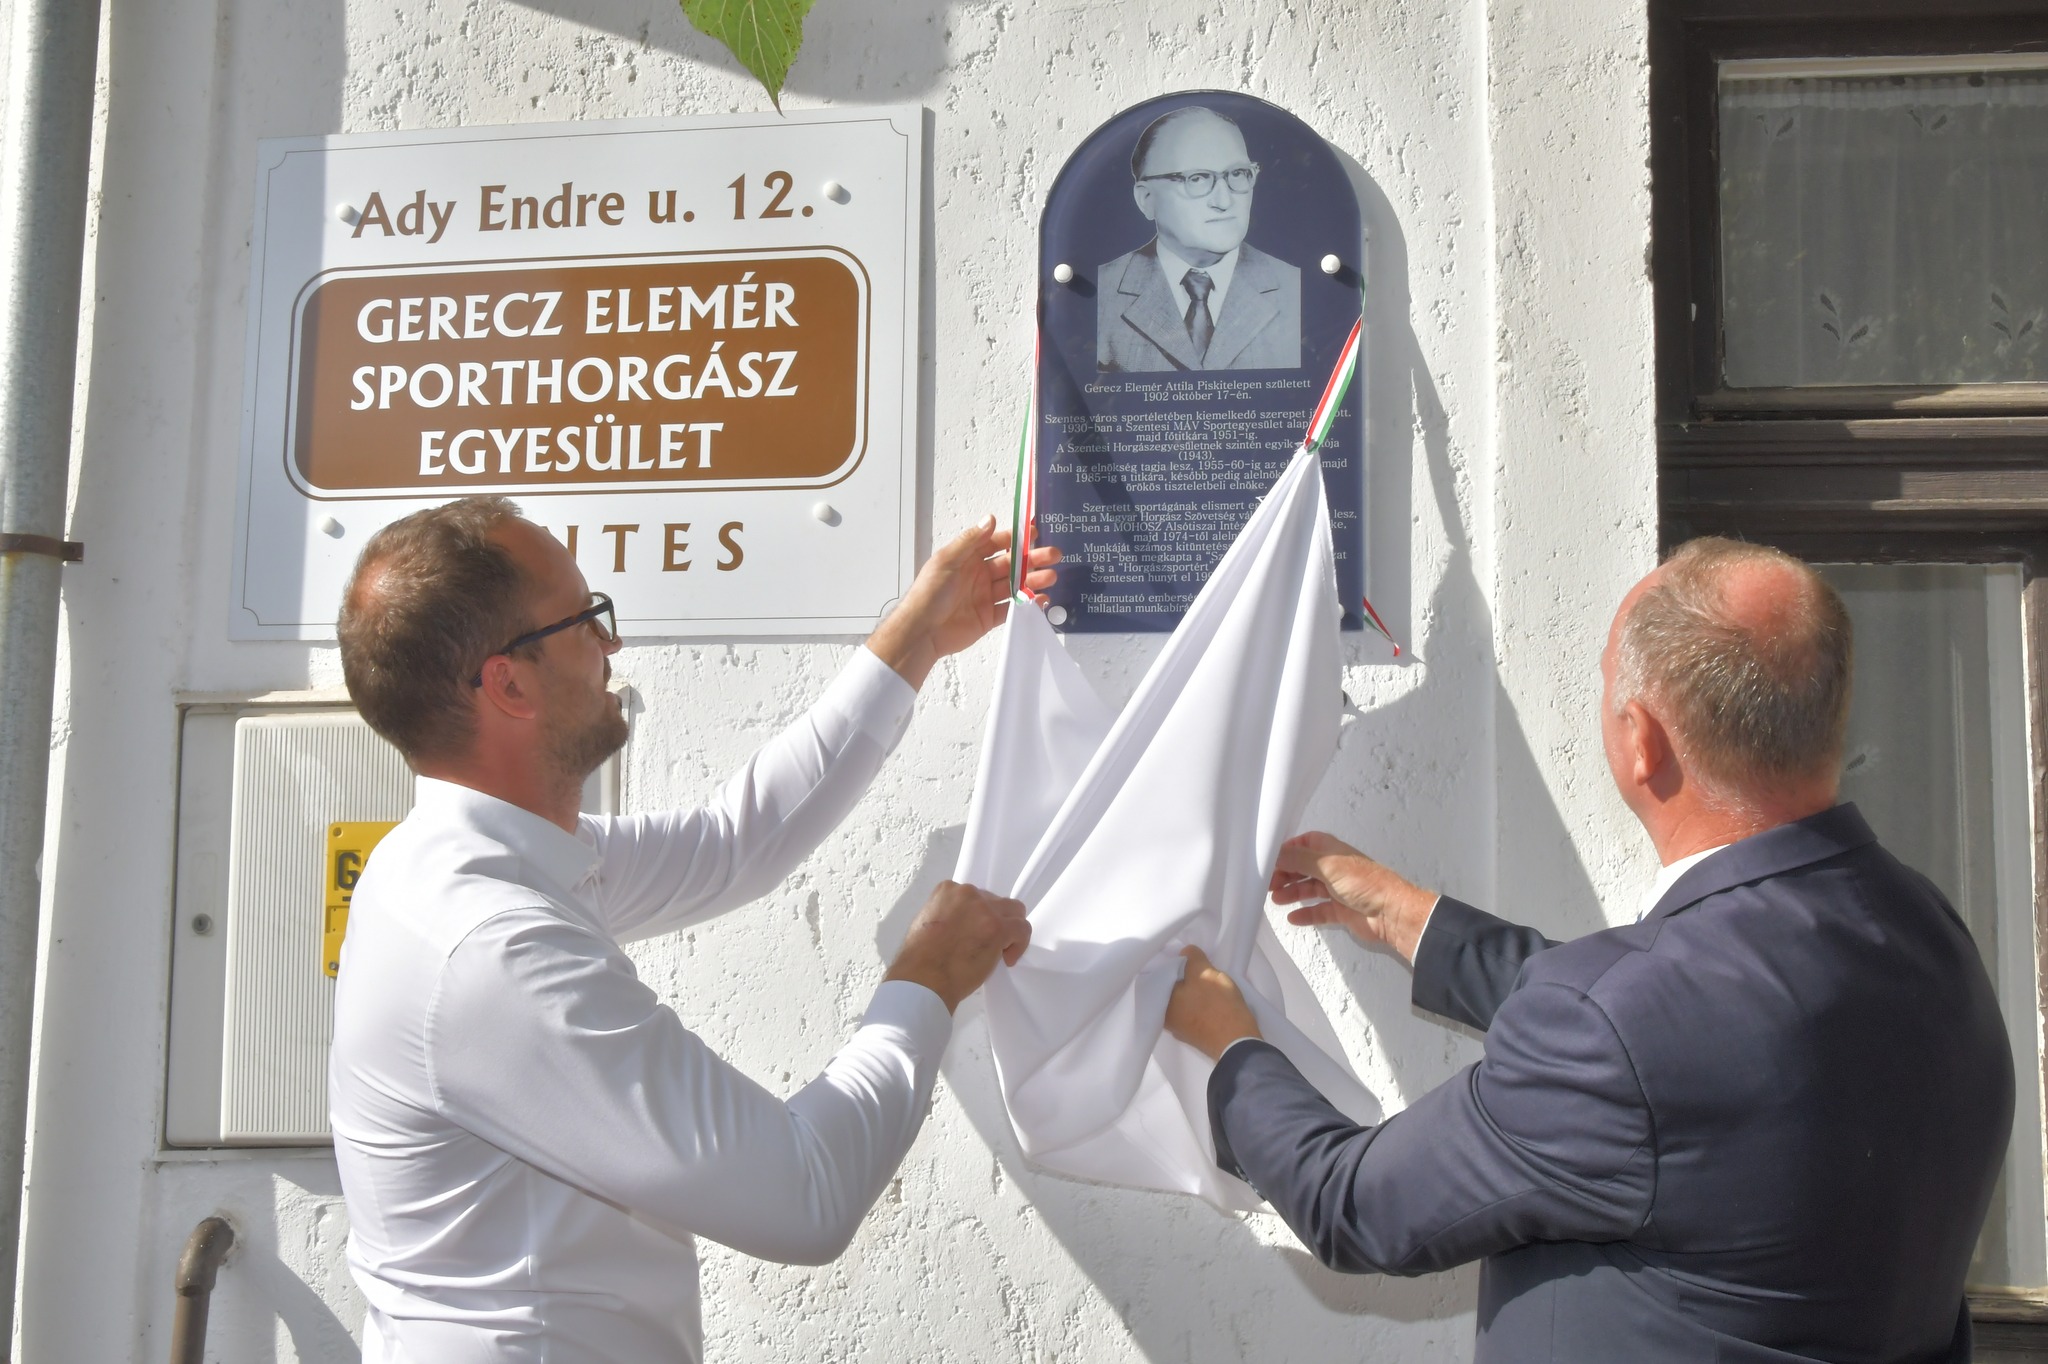 Ady Endre u. 12.
GERECZ ELEMÉR
SPORTHORGÁSZ
EGYESÜLET
NTES
Gerecz Elemér Attila Piskitelepen született
1902 október 17-én.
Szentes város sportéletében kiemelkedő szerepet
1930-ban a Szentesi MÁV Sportegyesület
majd főtitkára 1951-ig.
A Szentesi Horgászegyesületnek szintén egyik
(1943).
Ahol az elnökség tagja lesz, 1955-60-ig az majd
1985-ig a titkára, később pedig
örökös tiszteletbeli elnöke.
Szeretett sportágának elismert
1960-ban a Magyar Horgász Szövetség lesz,
1961-ben a MOHOSZ Alsótiszai
majd 1974-től
Munkáját számos
1981-ben megkapta a
és a "Horgászsportért"
Szentesen hunyt el
Példamutató
hallatlan
G